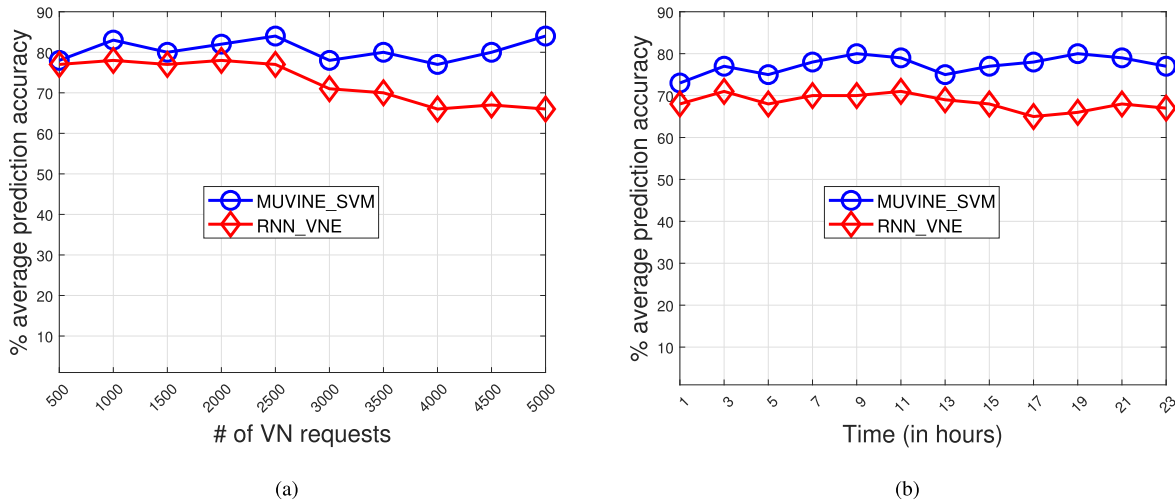 % average prediction accuracy
90
80
70
60
50
40
30
20
10
MUVINE_SVM
RNN_VNE
500 1000 1500 2000 2500 3000 3500 4000 4500 5000
# of VN requests
(a)
% average prediction accuracy
90
80
70
60
50
40
30
20
10
MUVINE_SVM
RNN_VNE
1 3 5 7 9 11 13 15 17 19 21 23
Time (in hours)
(b)